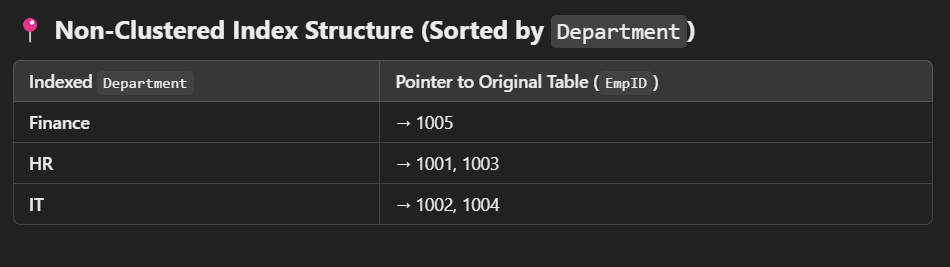 📍 Non-Clustered Index Structure (Sorted by Department)
Indexed Department	Pointer to Original Table ( EmpID )
Finance	→ 1005
HR	→ 1001, 1003
IT	→ 1002, 1004